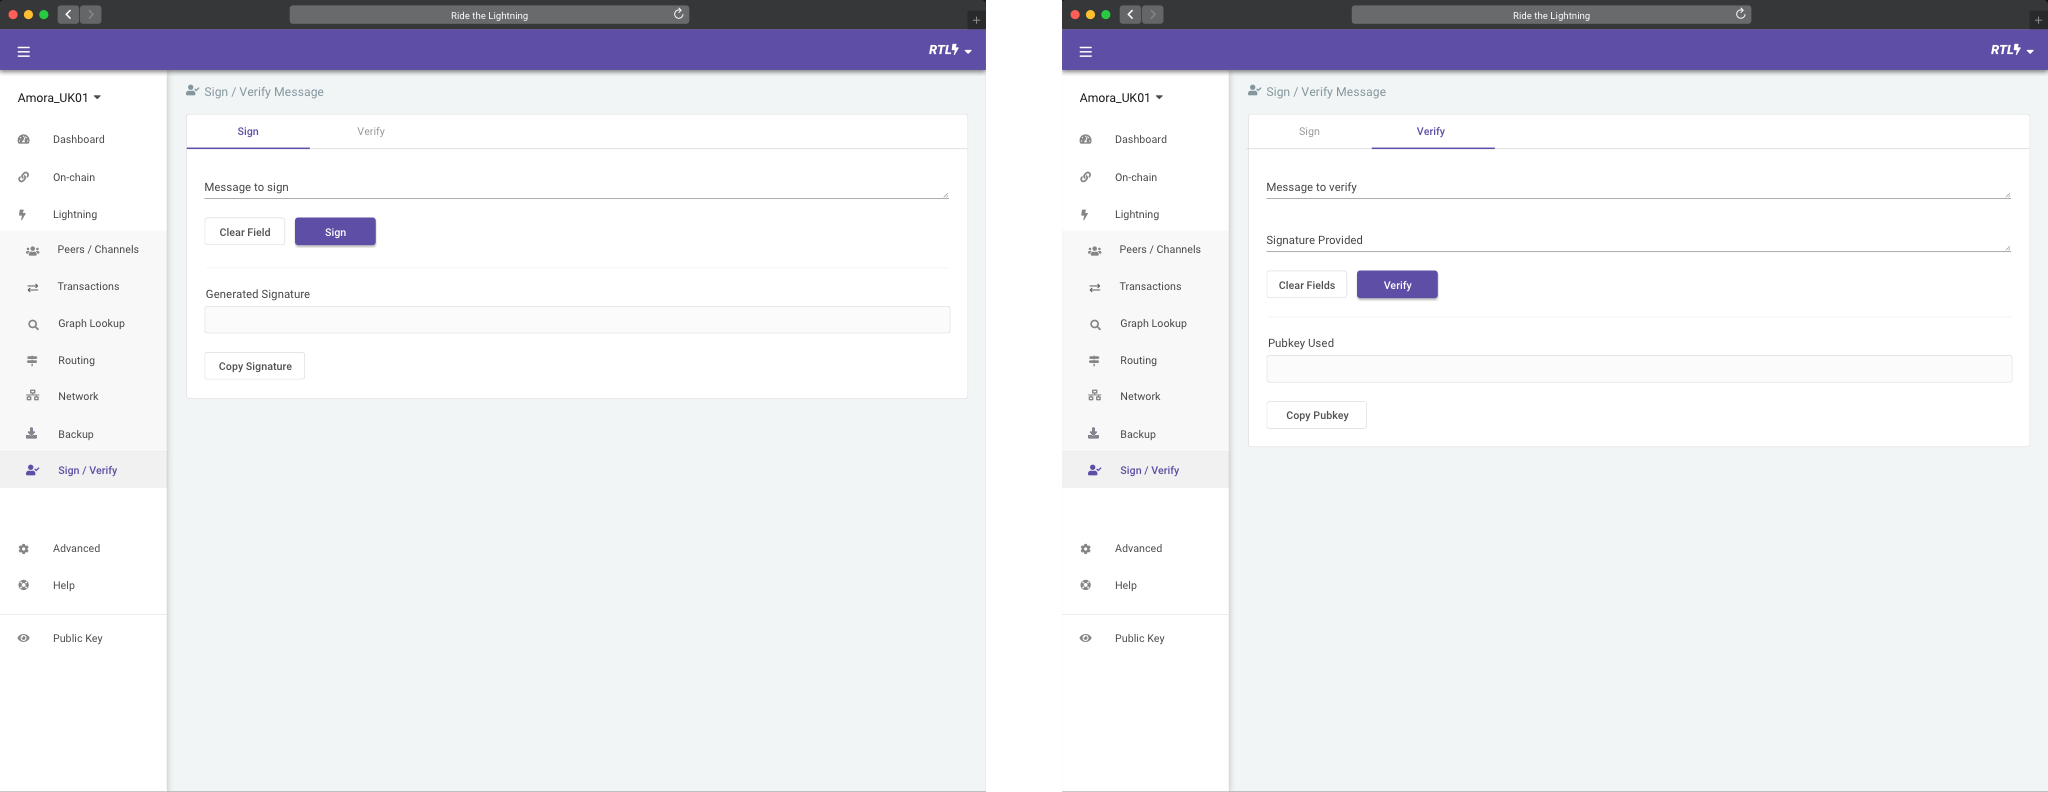 Ride the Lightning
RTL
Amora_UK01
Dashboard
On-chain
Lightning
Peers / Channels
Transactions
Graph Lookup
Routing
Network
Backup
Sign / Verify
Advanced
Help
Public Key
Sign / Verify Message
Sign Verify
Message to sign
Clear Field Sign
Generated Signature
Copy Signature
Ride the Lightning
RTL
Amora_UK01
Dashboard
On-chain
Lightning
Peers / Channels
Transactions
Graph Lookup
Routing
Network
Backup
Sign / Verify
Advanced
Help
Public Key
Sign / Verify Message
Sign Verify
Message to verify
Signature Provided
Clear Fields Verify
Pubkey Used
Copy Pubkey